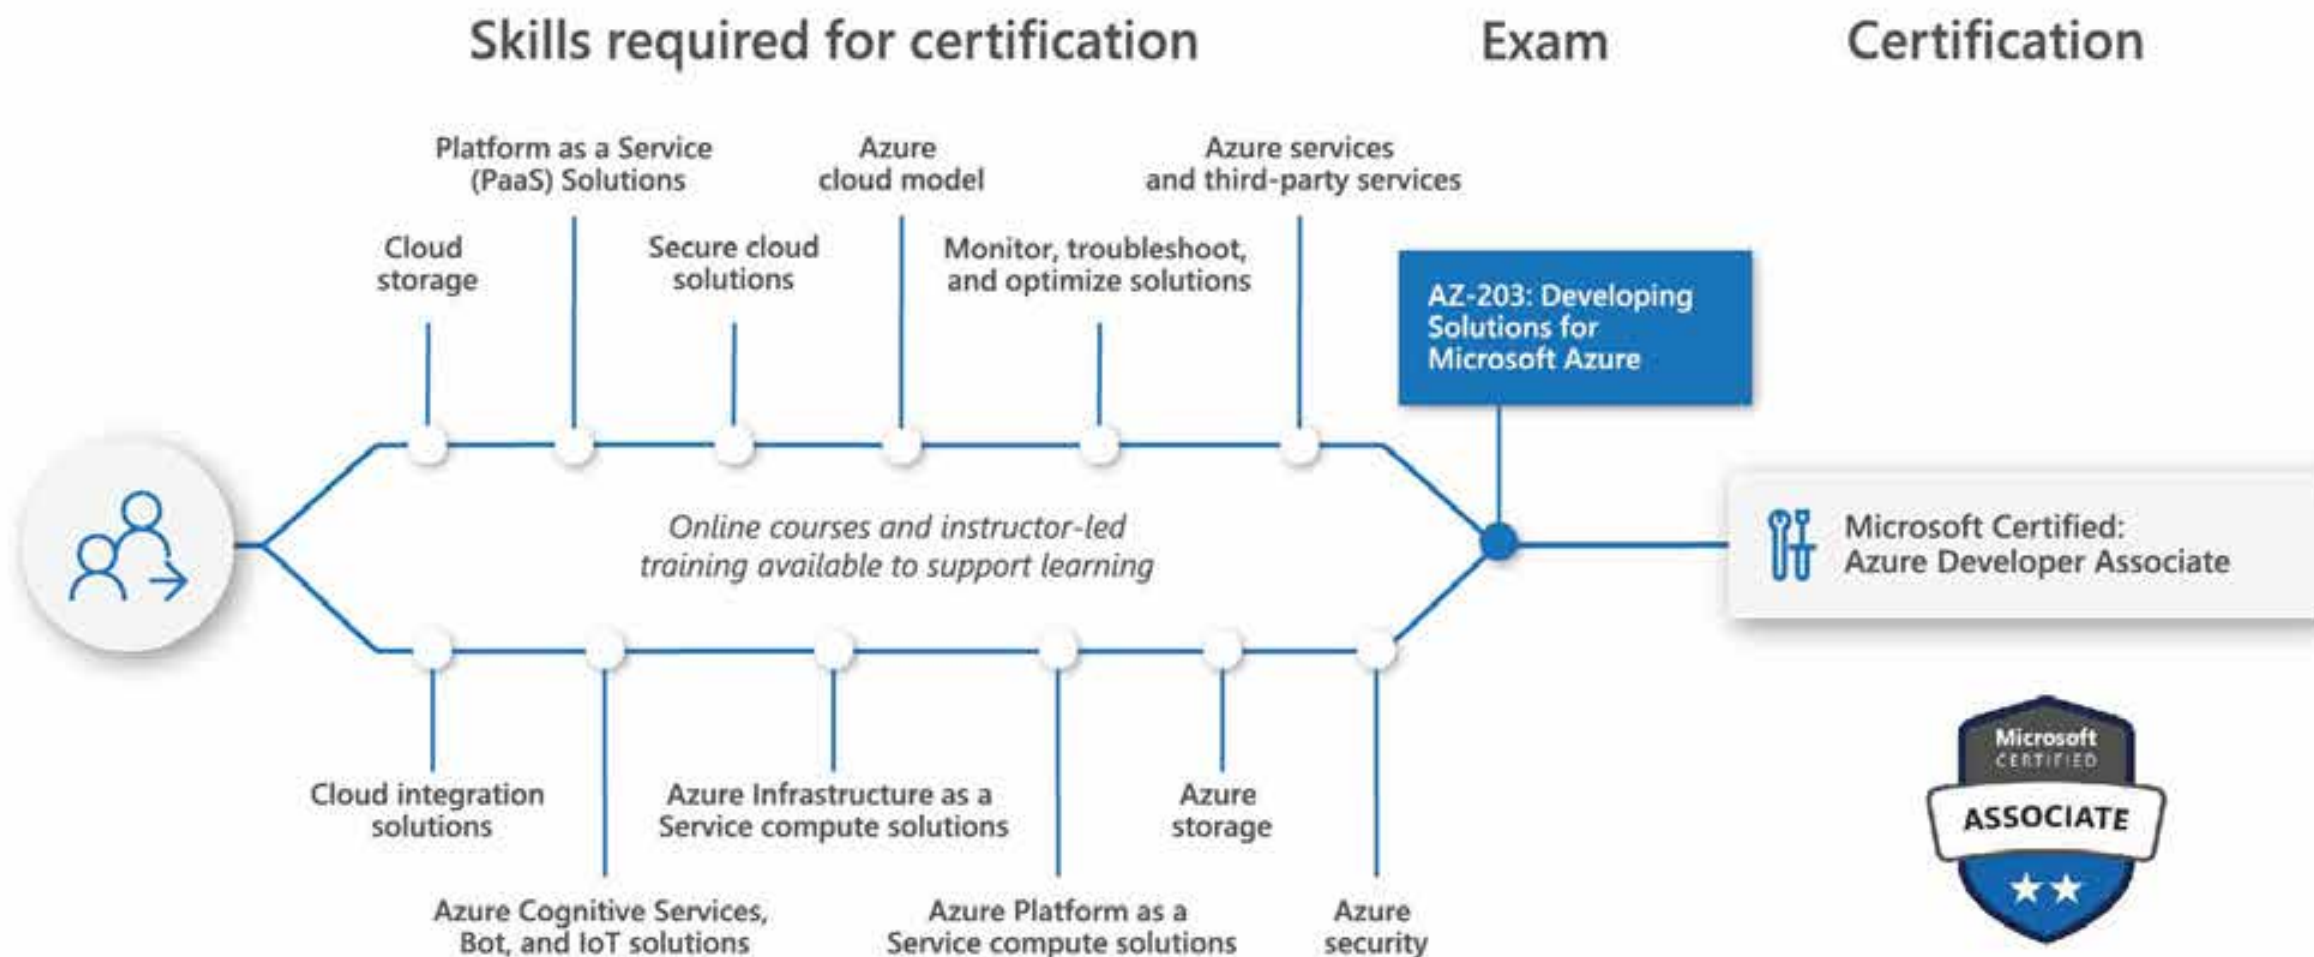 Skills required for certification
Exam
Certification
Platform as a Service
(PaaS) Solutions
Azure
cloud model
Azure services
and third-party services
Cloud
storage
Secure cloud
solutions
Monitor, troubleshoot,
and optimize solutions
AZ-203: Developing
Solutions for
Microsoft Azure
Online courses and instructor-led
training available to support learning
Microsoft Certified:
Azure Developer Associate
Cloud integration
solutions
Azure Infrastructure as a
Service compute solutions
Azure
storage
Azure Cognitive Services,
Bot, and IoT solutions
Azure Platform as a
Service compute solutions
Azure
security
Microsoft
CERTIFIED
ASSOCIATE